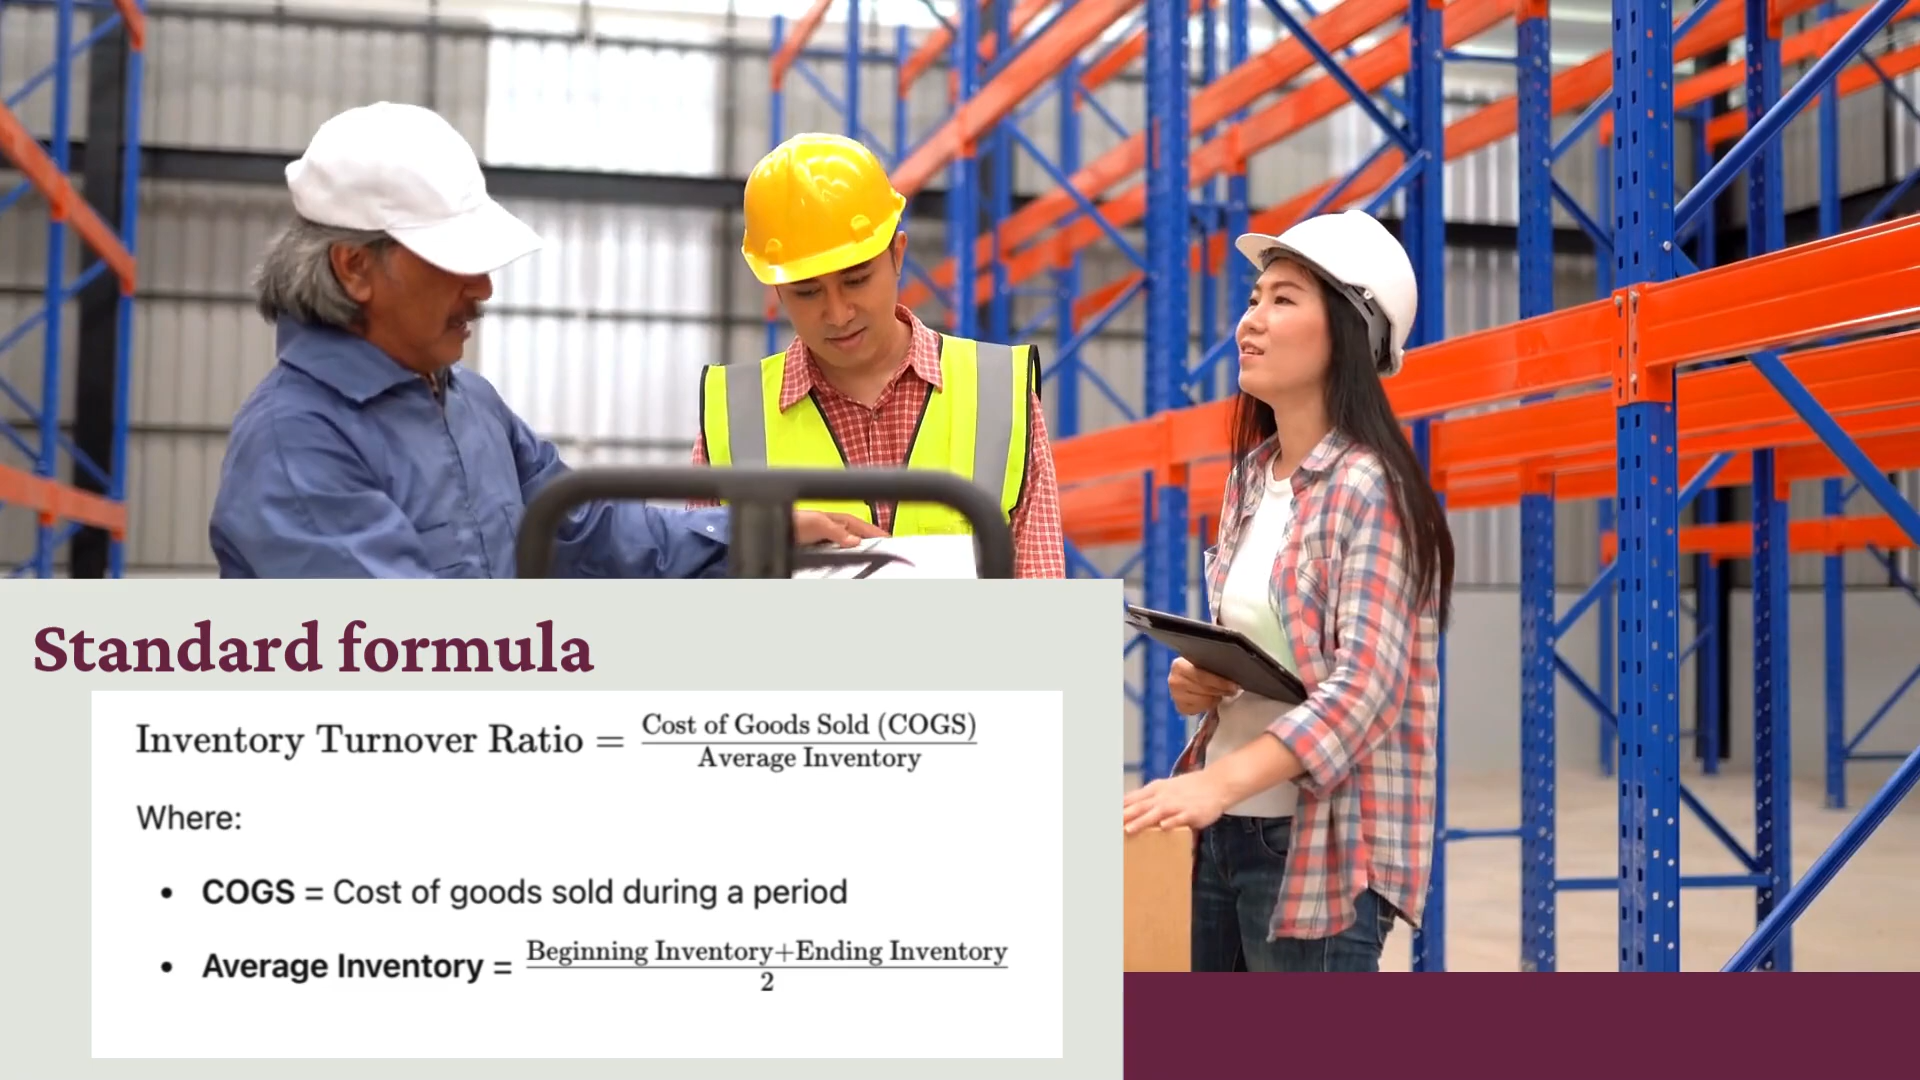 Standard formula
Inventory Turnover Ratio = Cost of Goods Sold (COGS) / Average Inventory
Where:
• COGS = Cost of goods sold during a period
• Average Inventory = Beginning Inventory+Ending Inventory / 2